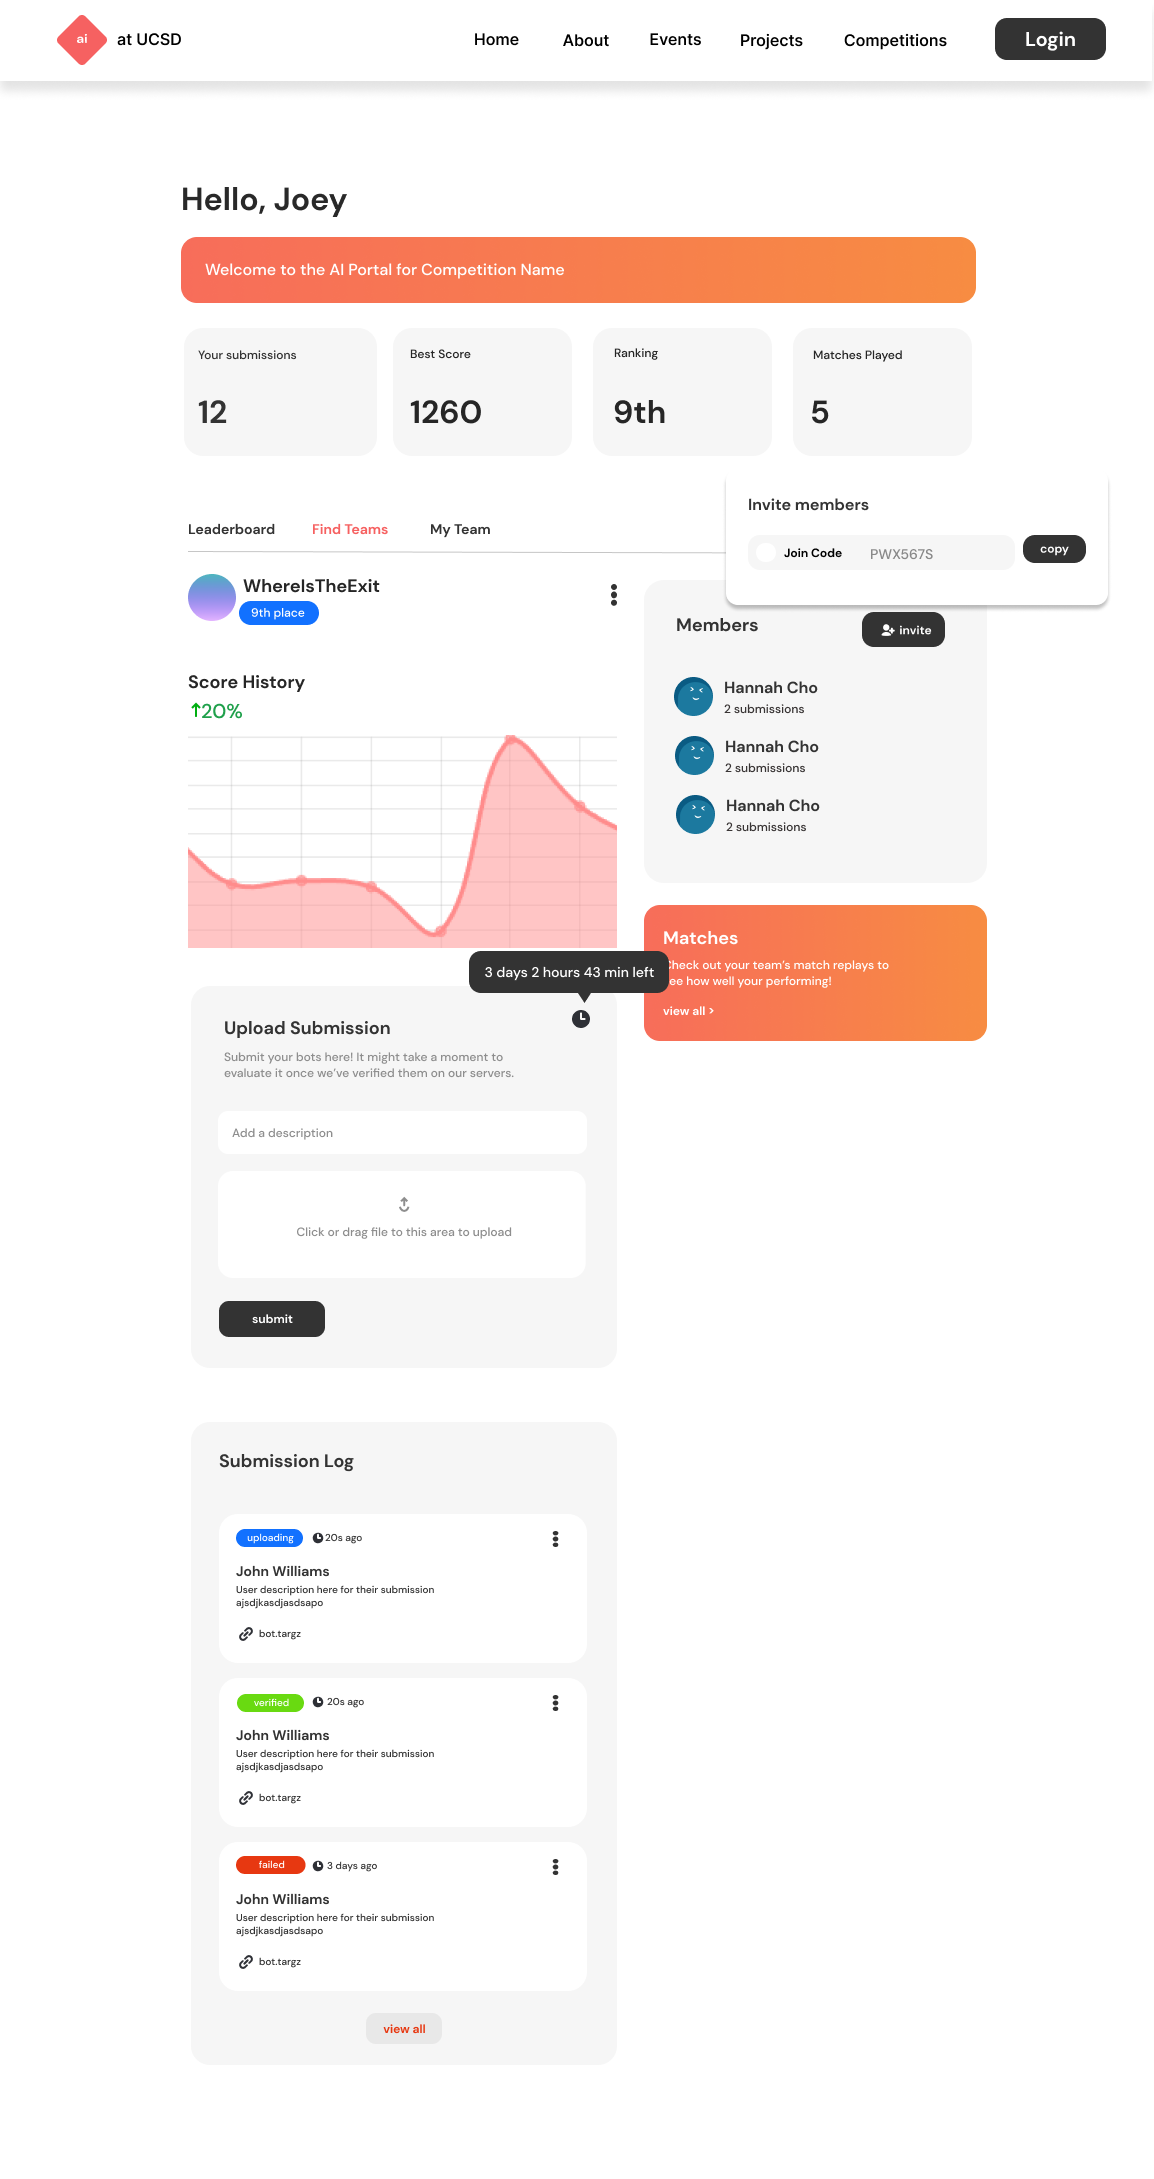 ai
at UCSD
Home
About
Events
Projects
Competitions
Login
Hello, Joey
Welcome to the AI Portal for Competition Name
Your submissions
12
Best Score
1260
Ranking
9th
Matches Played
5
Leaderboard
Find Teams
My Team
Invite members
Join Code
PWX567S
copy
WhereIsTheExit
9th place
Score History
20%
Members
invite
Hannah Cho
2 submissions
Hannah Cho
2 submissions
Hannah Cho
2 submissions
Matches
Check out your team's match replays to
ee how well your performing!
view all >
3 days 2 hours 43 min left
Upload Submission
Submit your bots here! It might take a moment to
evaluate it once we've verified them on our servers.
Add a description
Click or drag file to this area to upload
submit
Submission Log
uploading
20s ago
John Williams
User description here for their submission
ajsdjkasdjasdsapo
bot.targz
verified
20s ago
John Williams
User description here for their submission
ajsdjkasdjasdsapo
bot.targz
failed
3 days ago
John Williams
User description here for their submission
ajsdjkasdjasdsapo
bot.targz
view all